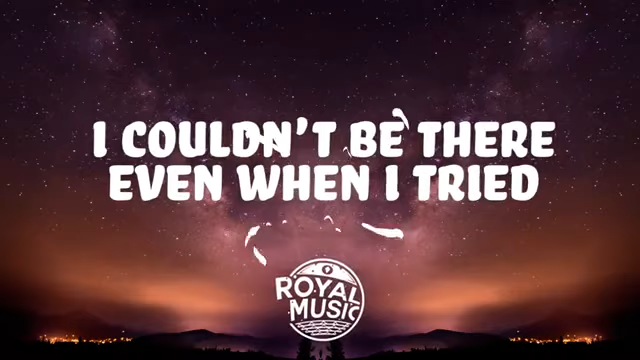 I COULDN'T BE THERE
EVEN WHEN I TRIED
ROYAL
MUSIC